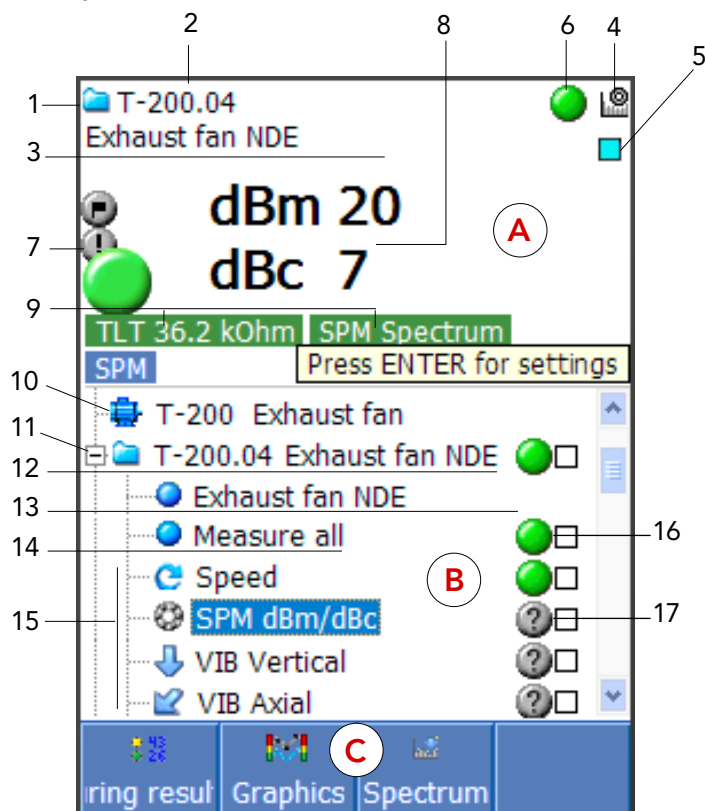 2
8
6
4
5
1
T-200.04
Exhaust fan NDE
3
dBm 20
A
7
dBc 7
9
TLT 36.2 kOhm
SPM Spectrum
SPM
Press ENTER for settings
10
T-200 Exhaust fan
11
T-200.04 Exhaust fan NDE
12
Exhaust fan NDE
13
Measure all
16
14
Speed
B
15
SPM dBm/dBc
17
VIB Vertical
VIB Axial
43
26
C
ring resul
Graphics
Spectrum